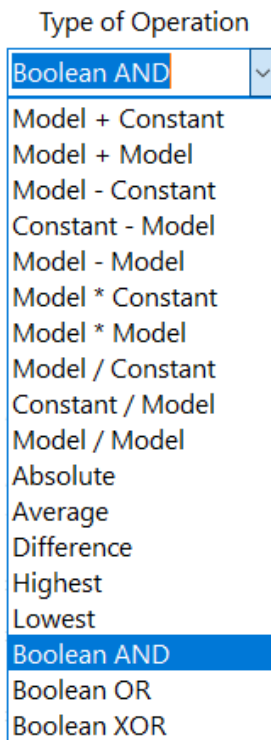 Type of Operation
Boolean AND
Model + Constant
Model + Model
Model - Constant
Constant - Model
Model - Model
Model * Constant
Model * Model
Model / Constant
Constant / Model
Model / Model
Absolute
Average
Difference
Highest
Lowest
Boolean AND
Boolean OR
Boolean XOR